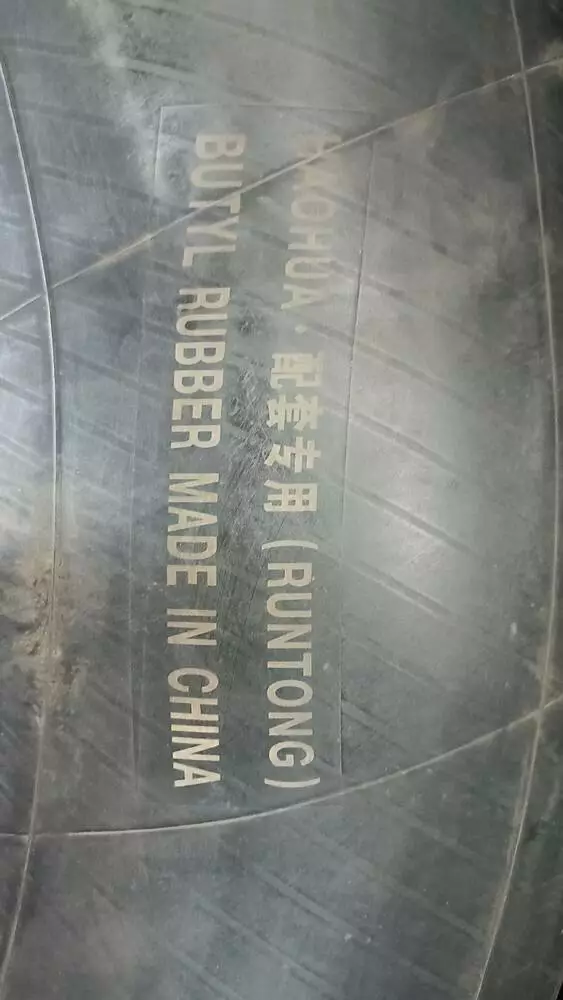 配套专用 (RUNTONG)
BUTYL RUBBER MADE IN CHINA